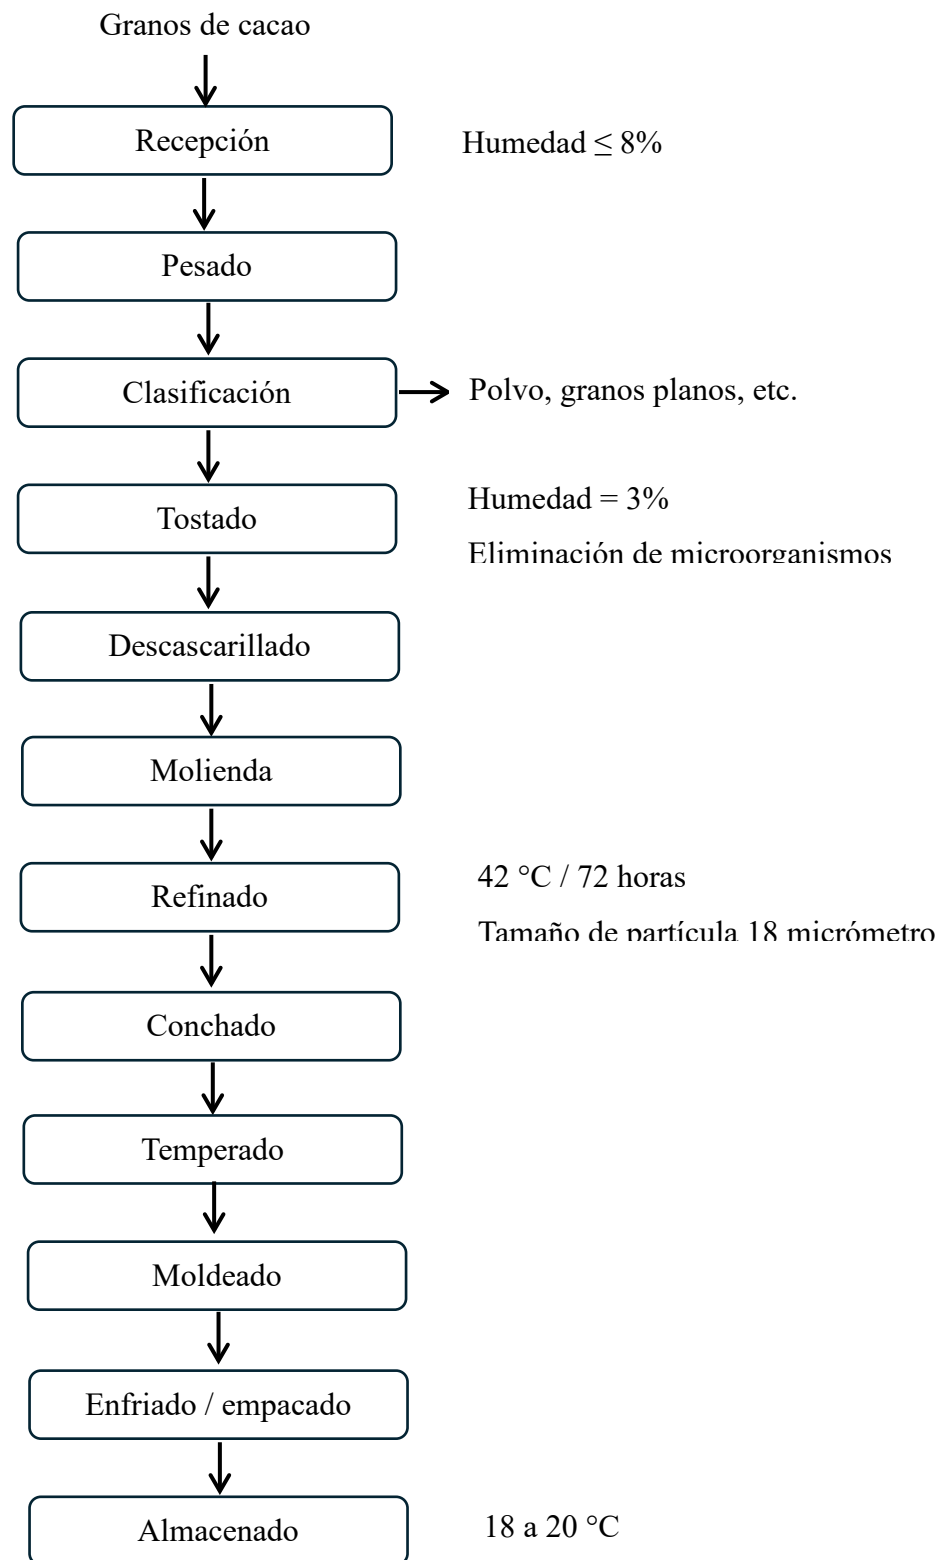 Granos de cacao
Recepción
Humedad ≤ 8%
Pesado
Clasificación
Polvo, granos planos, etc.
Humedad = 3%
Tostado
Eliminación de microorganismos
Descascarillado
Molienda
42 °C / 72 horas
Refinado
Tamaño de partícula 18 micrómetro
Conchado
Temperado
Moldeado
Enfriado / empacado
Almacenado
18 a 20 °C